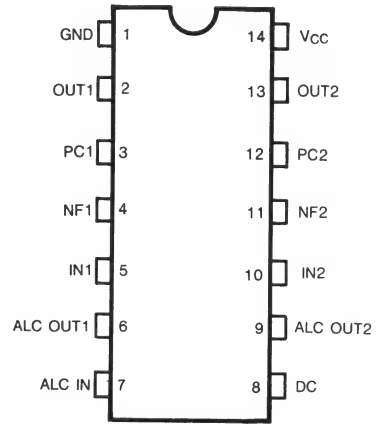 GND 1 14 VCC
OUT1 2 13 OUT2
PC1 3 12 PC2
NF1 4 11 NF2
IN1 5 10 IN2
ALC OUT1 6 9 ALC OUT2
ALC IN 7 8 DC